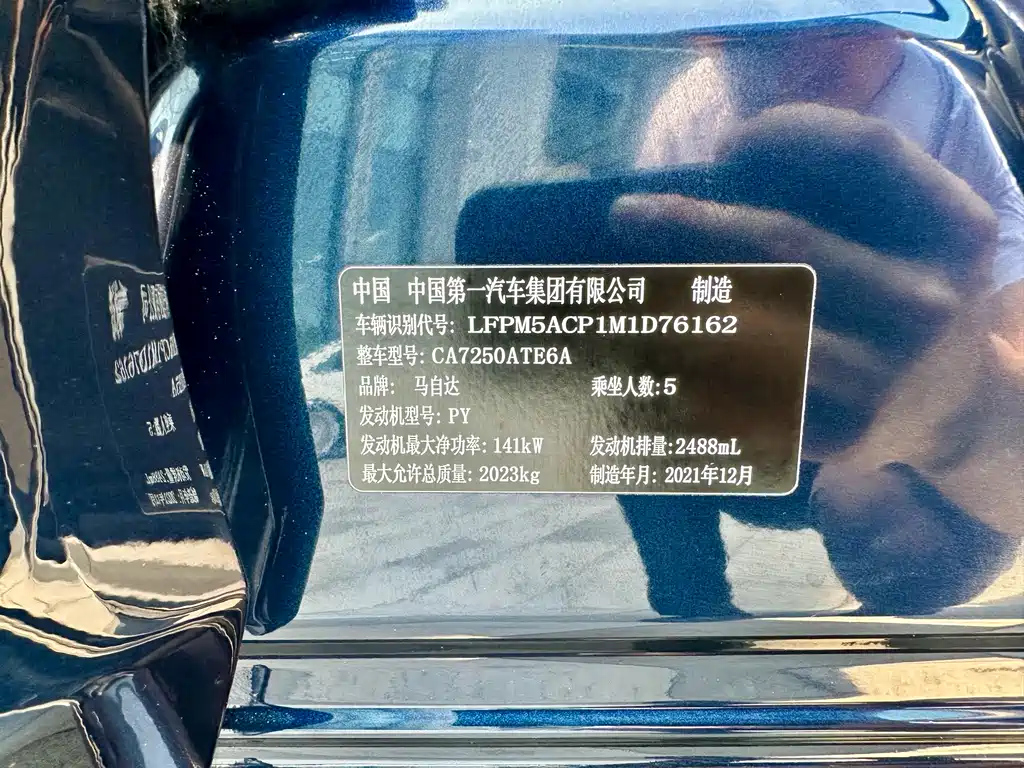 中国 中国第一汽车集团有限公司 制造
车辆识别代号: LFPM5ACP1M1D76162
整车型号: CA7250ATE6A
品牌: 马自达 乘坐人数:5
发动机型号: PY
发动机最大净功率: 141kW 发动机排量:2488mL
最大允许总质量: 2023kg 制造年月: 2021年12月